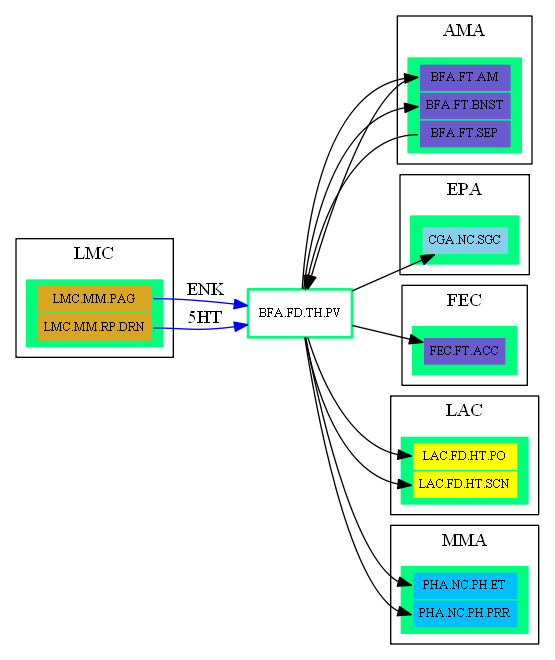 AMA
BFA.FT.AM
BFA.FT.BNST
BFA.FT.SEP
EPA
CGA.NC.SGC
LMC
LMC.MM.PAG
LMC.MM.RP.DRN
ENK
5HT
BFA.FD.TH.PV
FEC
FEC.FT.ACC
LAC
LAC.FD.HT.PO
LAC.FD.HT.SCN
MMA
PHA.NC.PH.ET
PHA.NC.PH.PRR